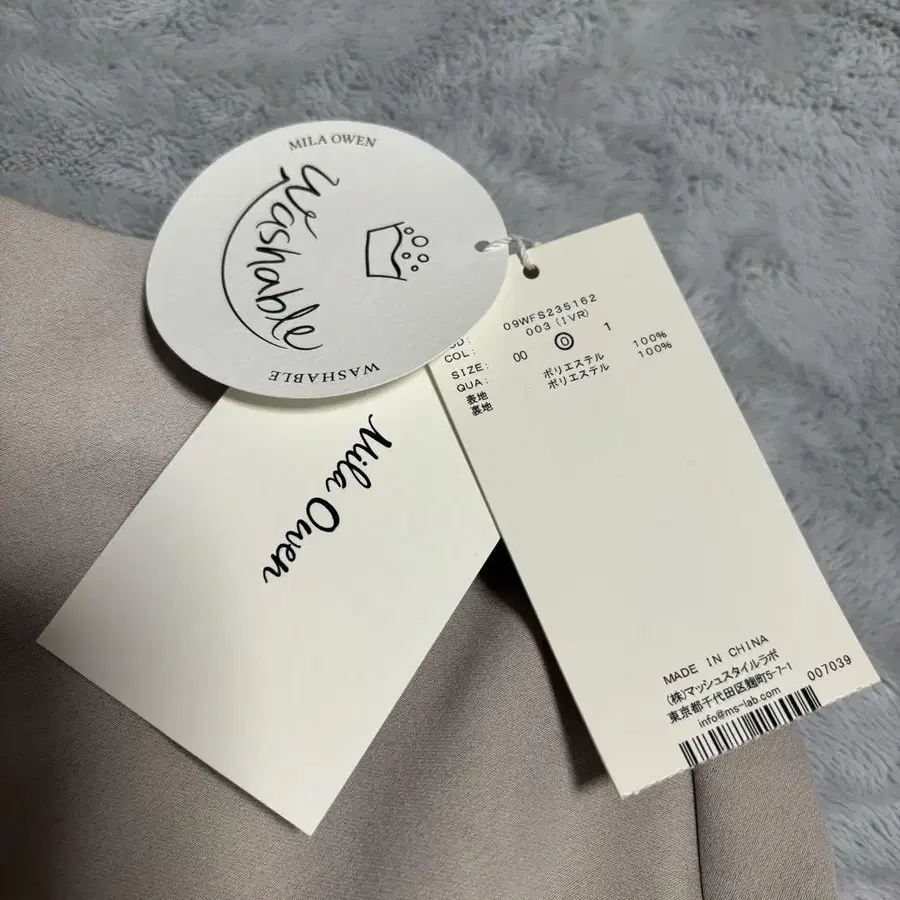 MILA OWEN
Washable
WASHABLE
Mila Owen
09WFS235162
COL: 003 (IVR)
SIZE: 00 0 1
QUA:
表地 ポリエステル 100%
裏地 ポリエステル 100%
MADE IN CHINA
(株)マッシュスタイルラボ
東京都千代田区麹町5-7-1
info@ms-lab.com
007039